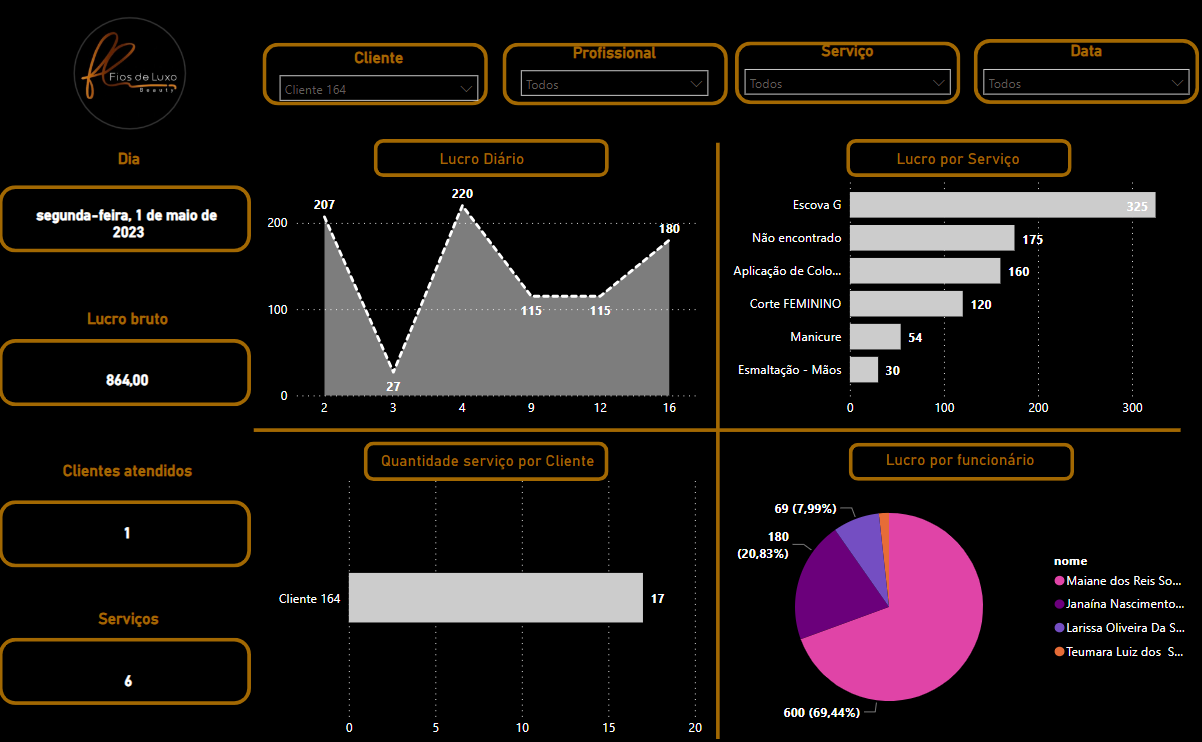 Fios de Luxo
Beauty
Cliente
Cliente 164
Profissional
Todos
Serviço
Todos
Data
Todos
Dia
segunda-feira, 1 de maio de
2023
Lucro bruto
864,00
Clientes atendidos
1
Serviços
6
Lucro Diário
207
27
220
115
115
180
200
100
0
2 3 4 9 12 16
Lucro por Serviço
Escova G 325
Não encontrado 175
Aplicação de Colo... 160
Corte FEMININO 120
Manicure 54
Esmaltação - Mãos 30
0 100 200 300
Quantidade serviço por Cliente
Cliente 164 17
0 5 10 15 20
Lucro por funcionário
69 (7,99%)
180
(20,83%)
600 (69,44%)
nome
Maiane dos Reis So...
Janaína Nascimento...
Larissa Oliveira Da S...
Teumara Luiz dos S...